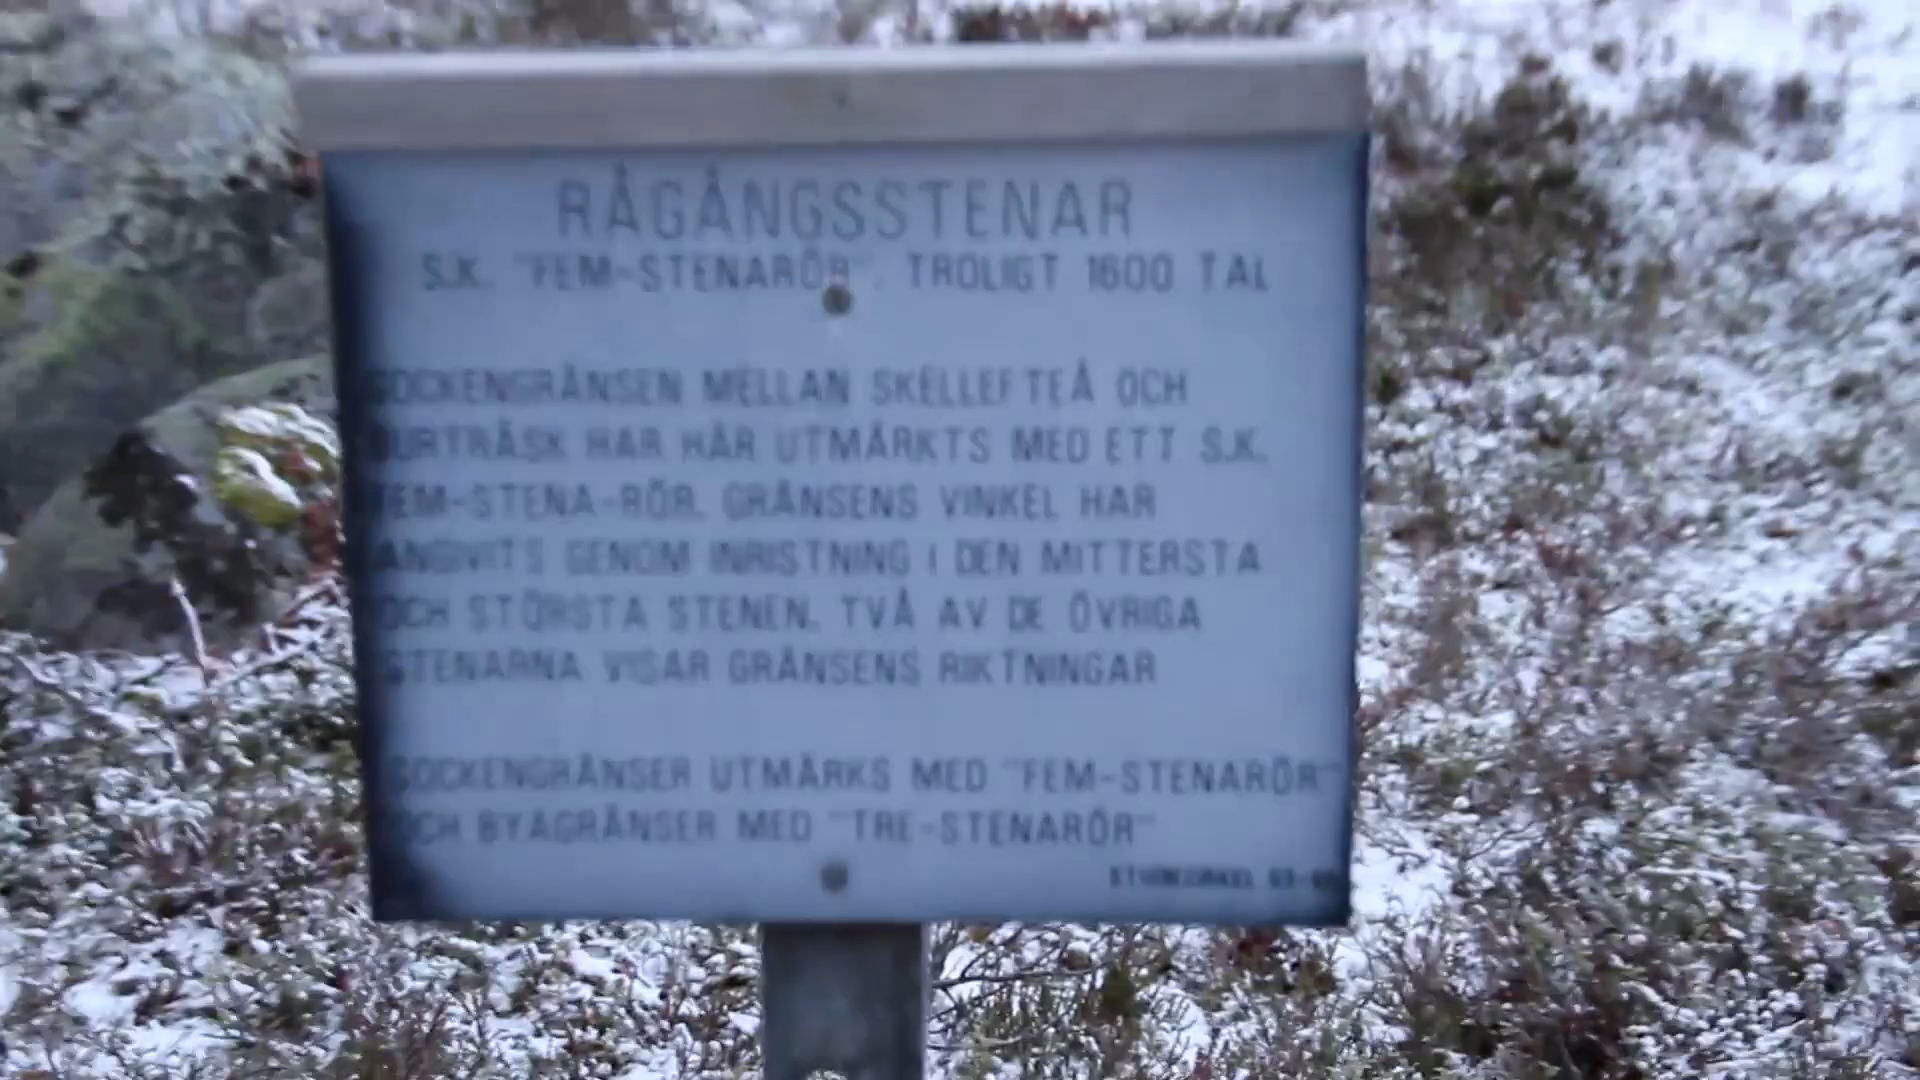 RÅGÅNGSSTENAR
S.K. "FEM-STENARÖR". TROLIGT 1600 TAL
SOCKENGRÄNSEN MELLAN SKELLEFTEÅ OCH
BURTRÄSK HAR HÄR UTMÄRKTS MED ETT S.K.
FEM-STENA-RÖR. GRÄNSENS VINKEL HAR
ANGIVITS GENOM INRISTNING I DEN MITTERSTA
OCH STÖRSTA STENEN. TVÅ AV DE ÖVRIGA
STENARNA VISAR GRÄNSENS RIKTNINGAR
SOCKENGRÄNSER UTMÄRKS MED "FEM-STENARÖR"
OCH BYAGRÄNSER MED "TRE-STENARÖR"
STUDIECIRKEL